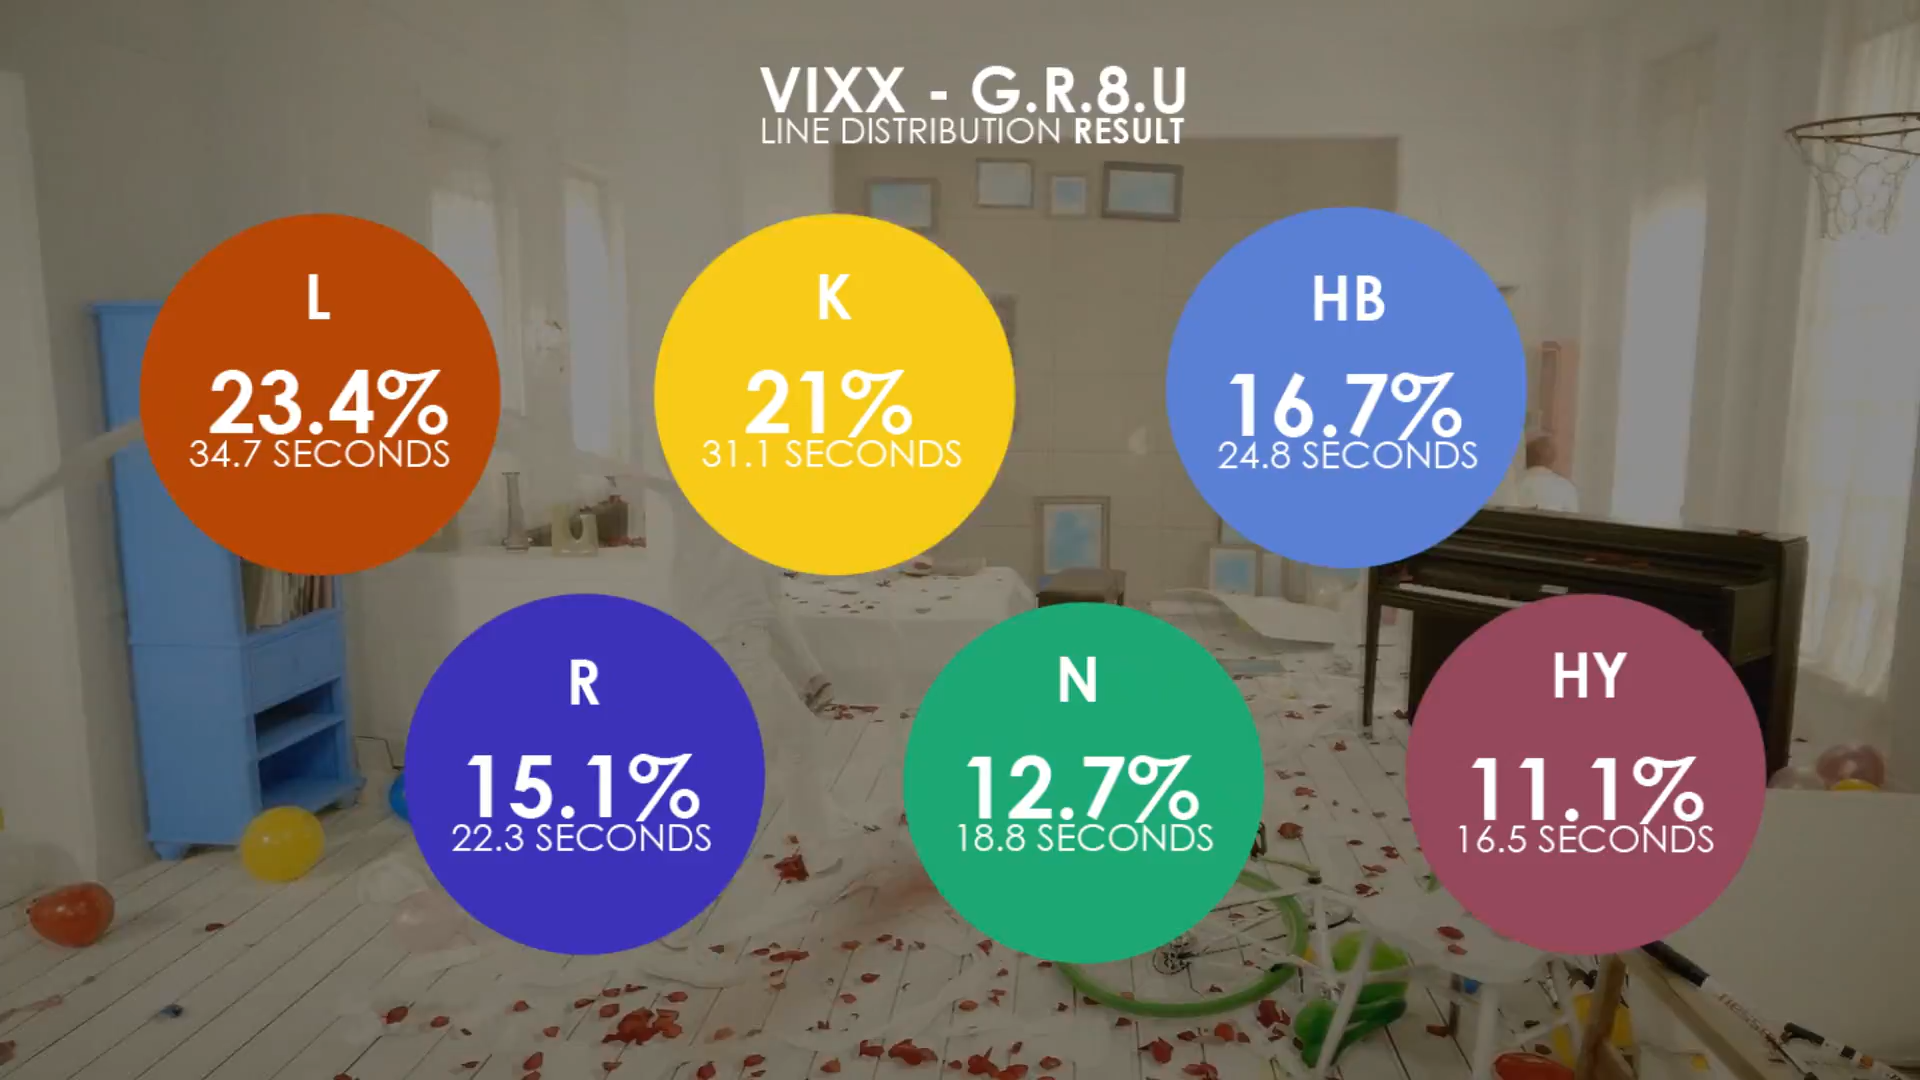 VIXX - G.R.8.U
LINE DISTRIBUTION RESULT
L
23.4%
34.7 SECONDS
K
21%
31.1 SECONDS
HB
16.7%
24.8 SECONDS
R
15.1%
22.3 SECONDS
N
12.7%
18.8 SECONDS
HY
11.1%
16.5 SECONDS